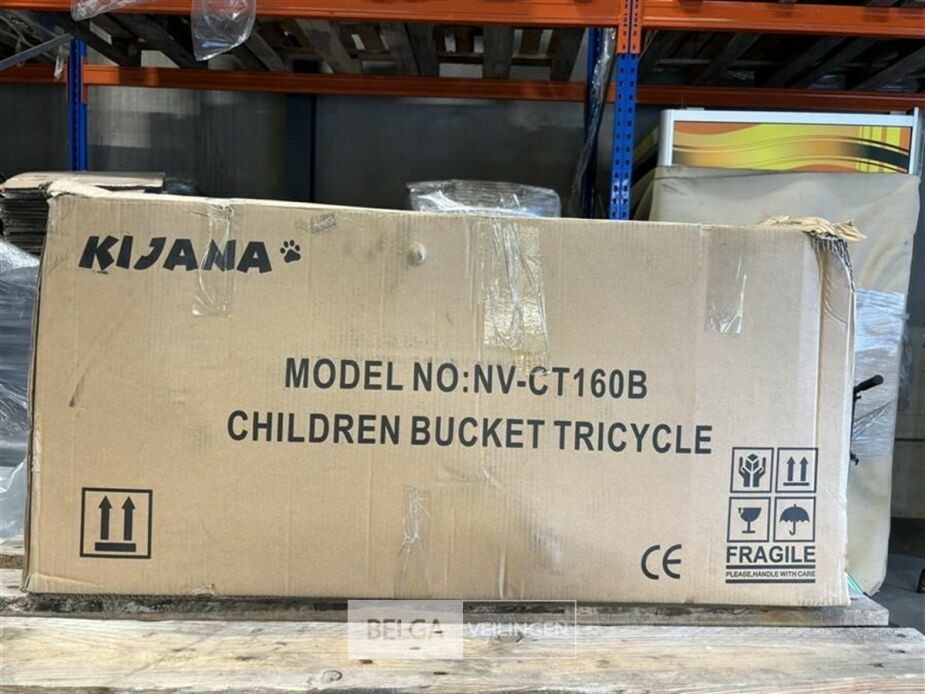 KIJANA
MODEL NO:NV-CT160B
CHILDREN BUCKET TRICYCLE
CE
FRAGILE
PLEASE,HANDLE WITH CARE
BELGA VEILINGEN